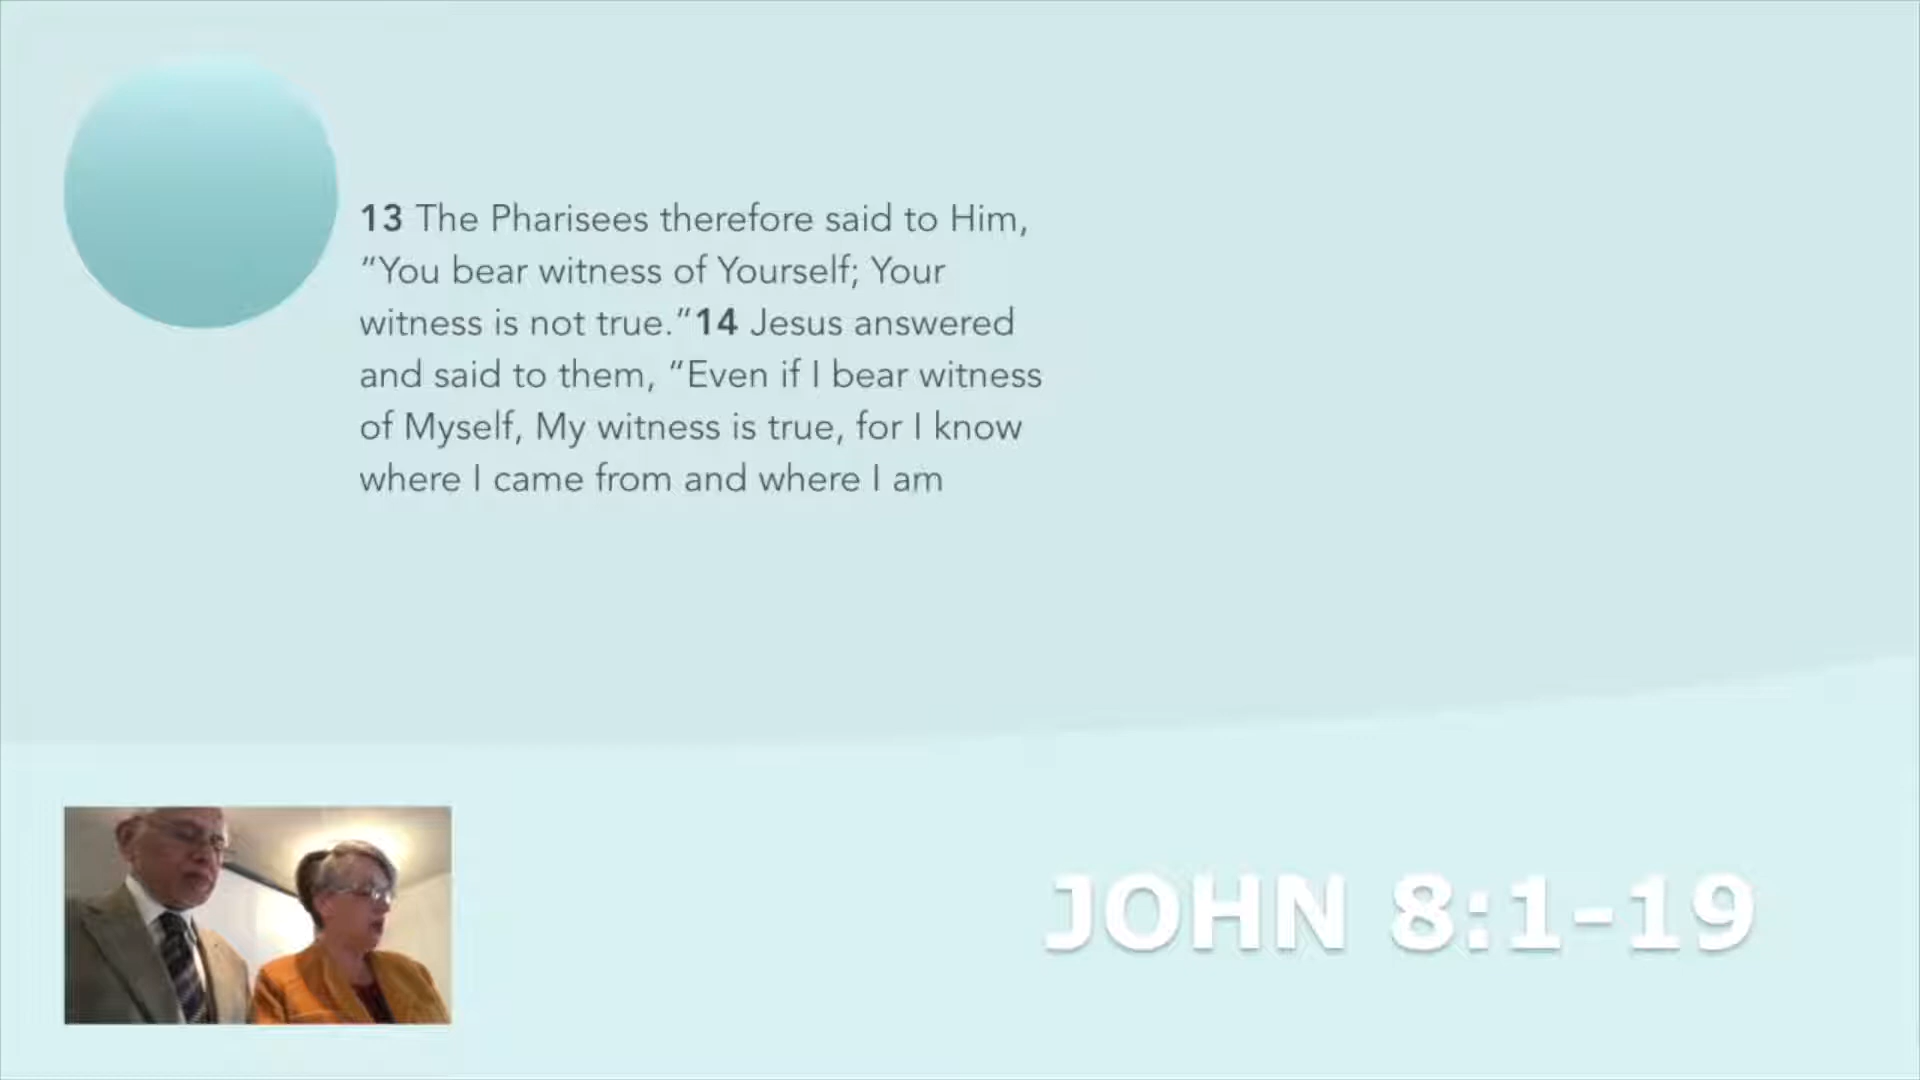 13 The Pharisees therefore said to Him,
“You bear witness of Yourself; Your
witness is not true.”14 Jesus answered
and said to them, “Even if I bear witness
of Myself, My witness is true, for I know
where I came from and where I am
JOHN 8:1-19